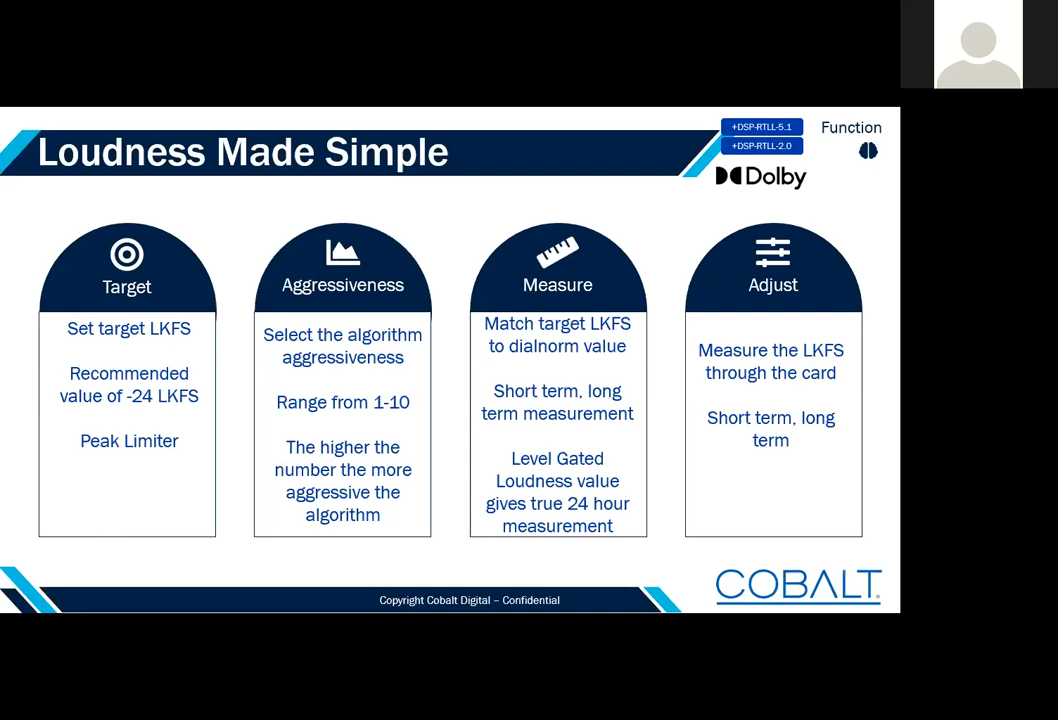 Loudness Made Simple
+DSP-RTLL-5.1
+DSP-RTLL-2.0
Function
Dolby
Target
Set target LKFS
Recommended
value of -24 LKFS
Peak Limiter
Aggressiveness
Select the algorithm
aggressiveness
Range from 1-10
The higher the
number the more
aggressive the
algorithm
Measure
Match target LKFS
to dialnorm value
Short term, long
term measurement
Level Gated
Loudness value
gives true 24 hour
measurement
Adjust
Measure the LKFS
through the card
Short term, long
term
Copyright Cobalt Digital – Confidential
COBALT®